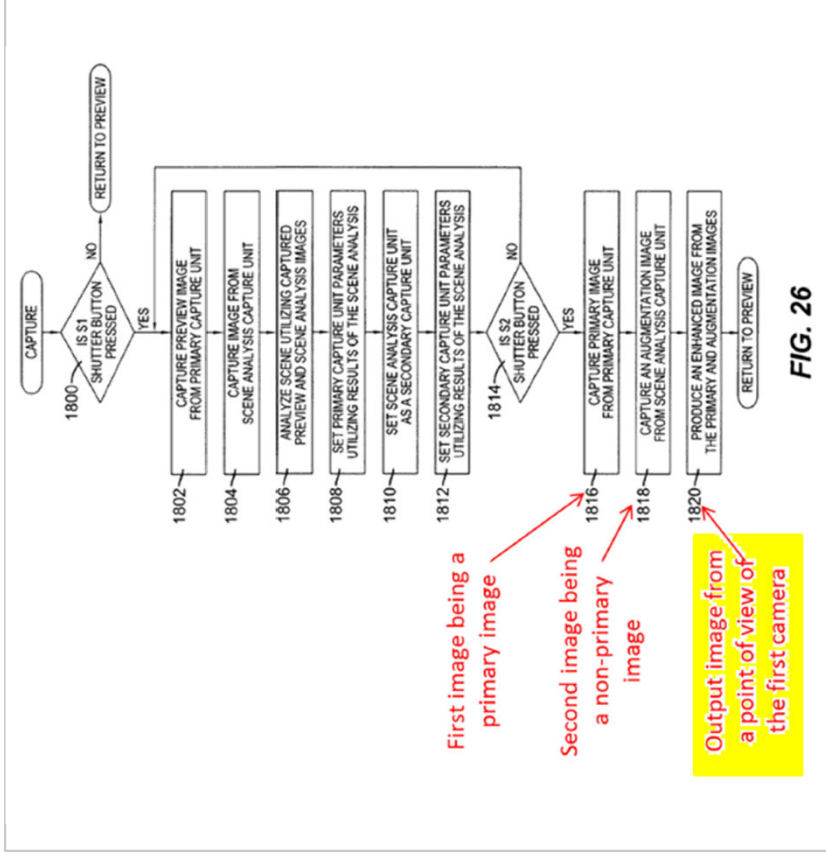 CAPTURE
1800
IS S1
SHUTTER BUTTON
PRESSED
NO
RETURN TO PREVIEW
YES
1802
CAPTURE PREVIEW IMAGE
FROM PRIMARY CAPTURE UNIT
1804
CAPTURE IMAGE FROM
SCENE ANALYSIS CAPTURE UNIT
1806
ANALYZE SCENE UTILIZING CAPTURED
PREVIEW AND SCENE ANALYSIS IMAGES
1808
SET PRIMARY CAPTURE UNIT PARAMETERS
UTILIZING RESULTS OF THE SCENE ANALYSIS
1810
SET SCENE ANALYSIS CAPTURE UNIT
AS A SECONDARY CAPTURE UNIT
1812
SET SECONDARY CAPTURE UNIT PARAMETERS
UTILIZING RESULTS OF THE SCENE ANALYSIS
1814
IS S2
SHUTTER BUTTON
PRESSED
NO
YES
1816
CAPTURE PRIMARY IMAGE
FROM PRIMARY CAPTURE UNIT
1818
CAPTURE AN AUGMENTATION IMAGE
FROM SCENE ANALYSIS CAPTURE UNIT
1820
PRODUCE AN ENHANCED IMAGE FROM
THE PRIMARY AND AUGMENTATION IMAGES
RETURN TO PREVIEW
First image being a
primary image
Second image being
a non-primary
image
Output image from
a point of view of
the first camera
FIG. 26